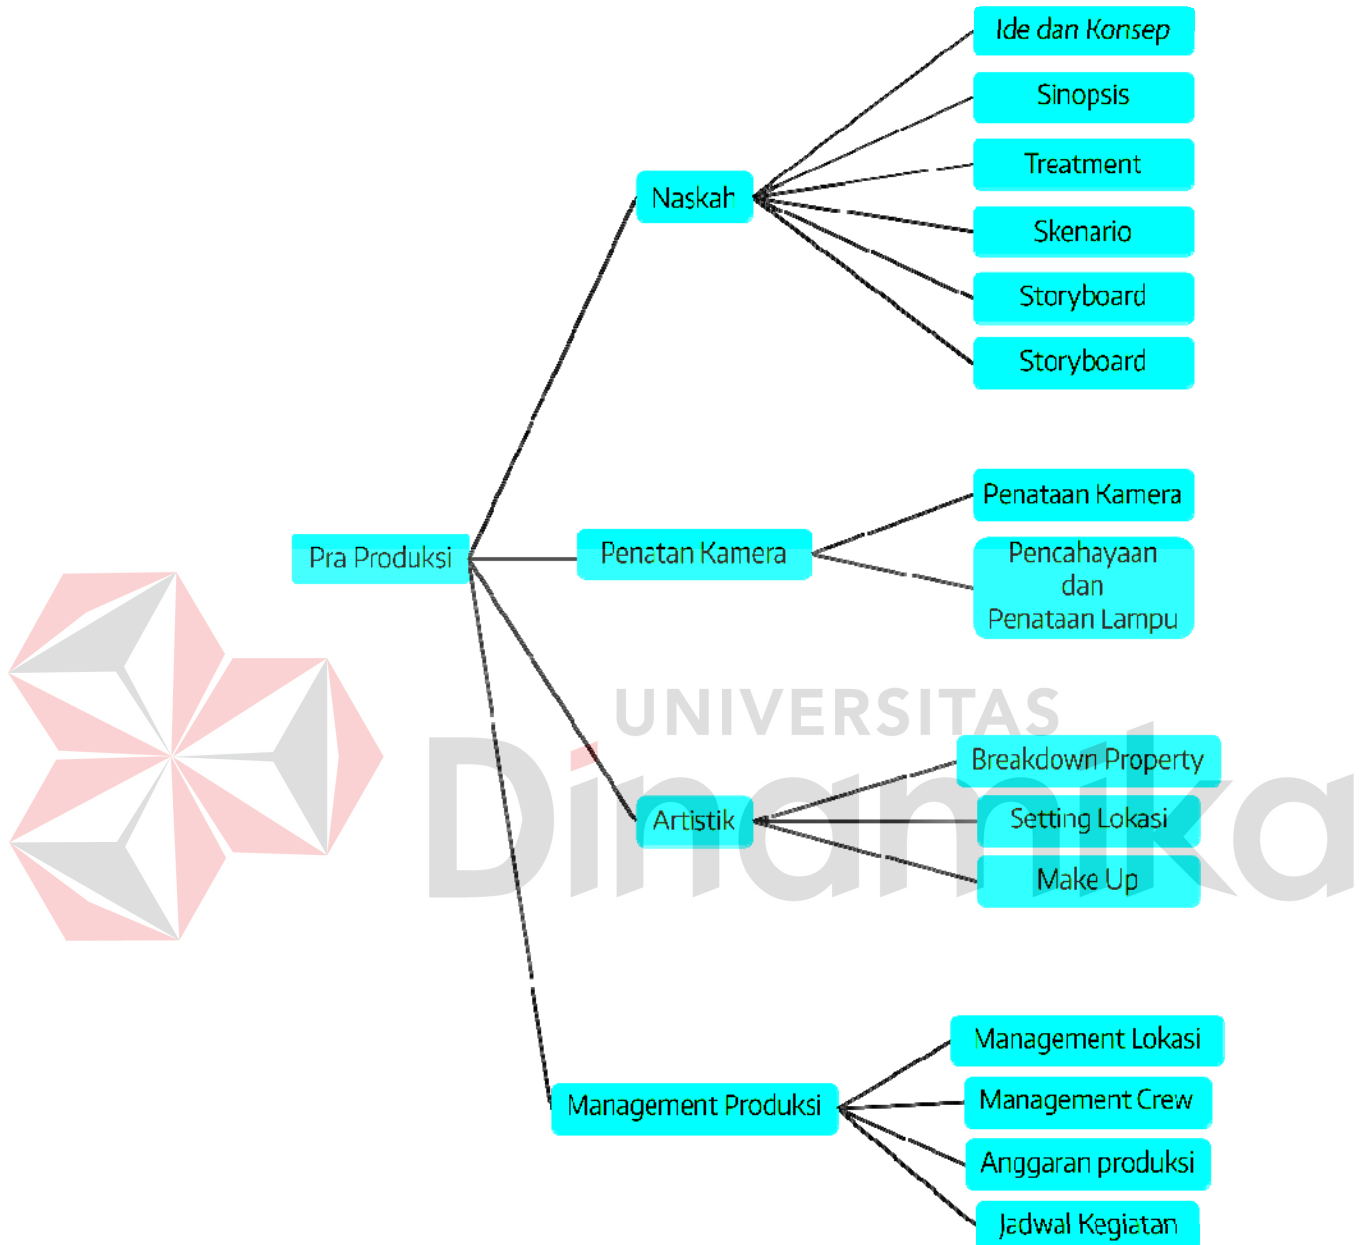 Ide dan Konsep
Sinopsis
Treatment
Naskah
Skenario
Storyboard
Storyboard
Penataan Kamera
Pra Produksi
Penatan Kamera
Pencahayaan
dan
Penataan Lampu
UNIVERSITAS
Dinamika
Breakdown Property
Artistik
Setting Lokasi
Make Up
Management Lokasi
Management Produksi
Management Crew
Anggaran produksi
Jadwal Kegiatan